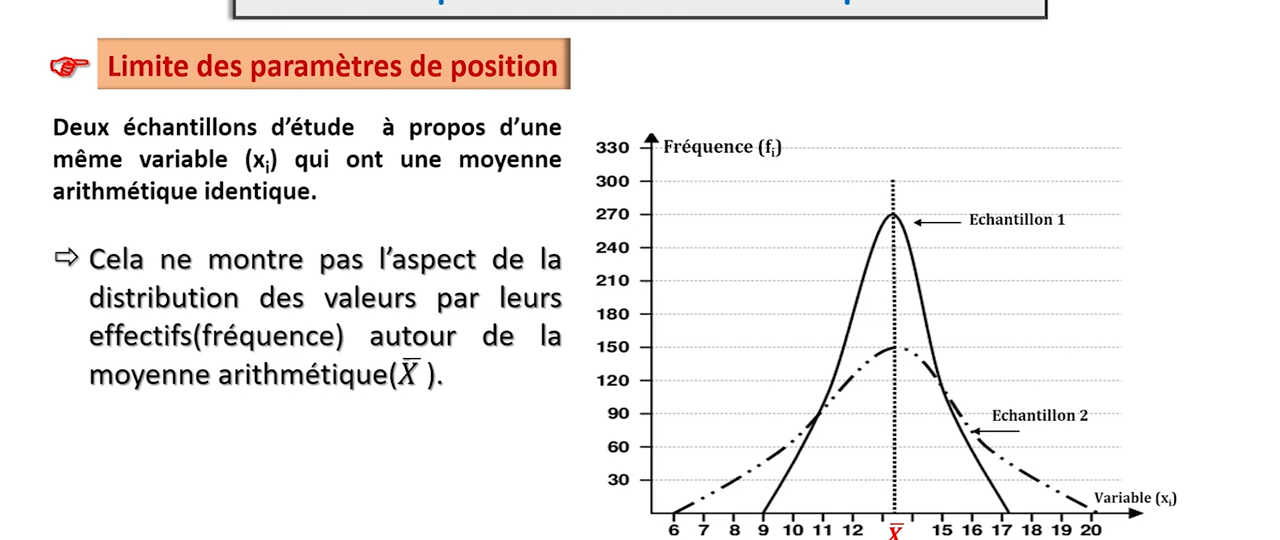 Limite des paramètres de position
Deux échantillons d'étude à propos d'une
même variable (xi) qui ont une moyenne
arithmétique identique.
⇨ Cela ne montre pas l'aspect de la
distribution des valeurs par leurs
effectifs(fréquence) autour de la
moyenne arithmétique(X̅ ).
Fréquence (fi)
330
300
270
240
210
180
150
120
90
60
30
Echantillon 1
Echantillon 2
Variable (xi)
6 7 8 9 10 11 12 X̅ 15 16 17 18 19 20